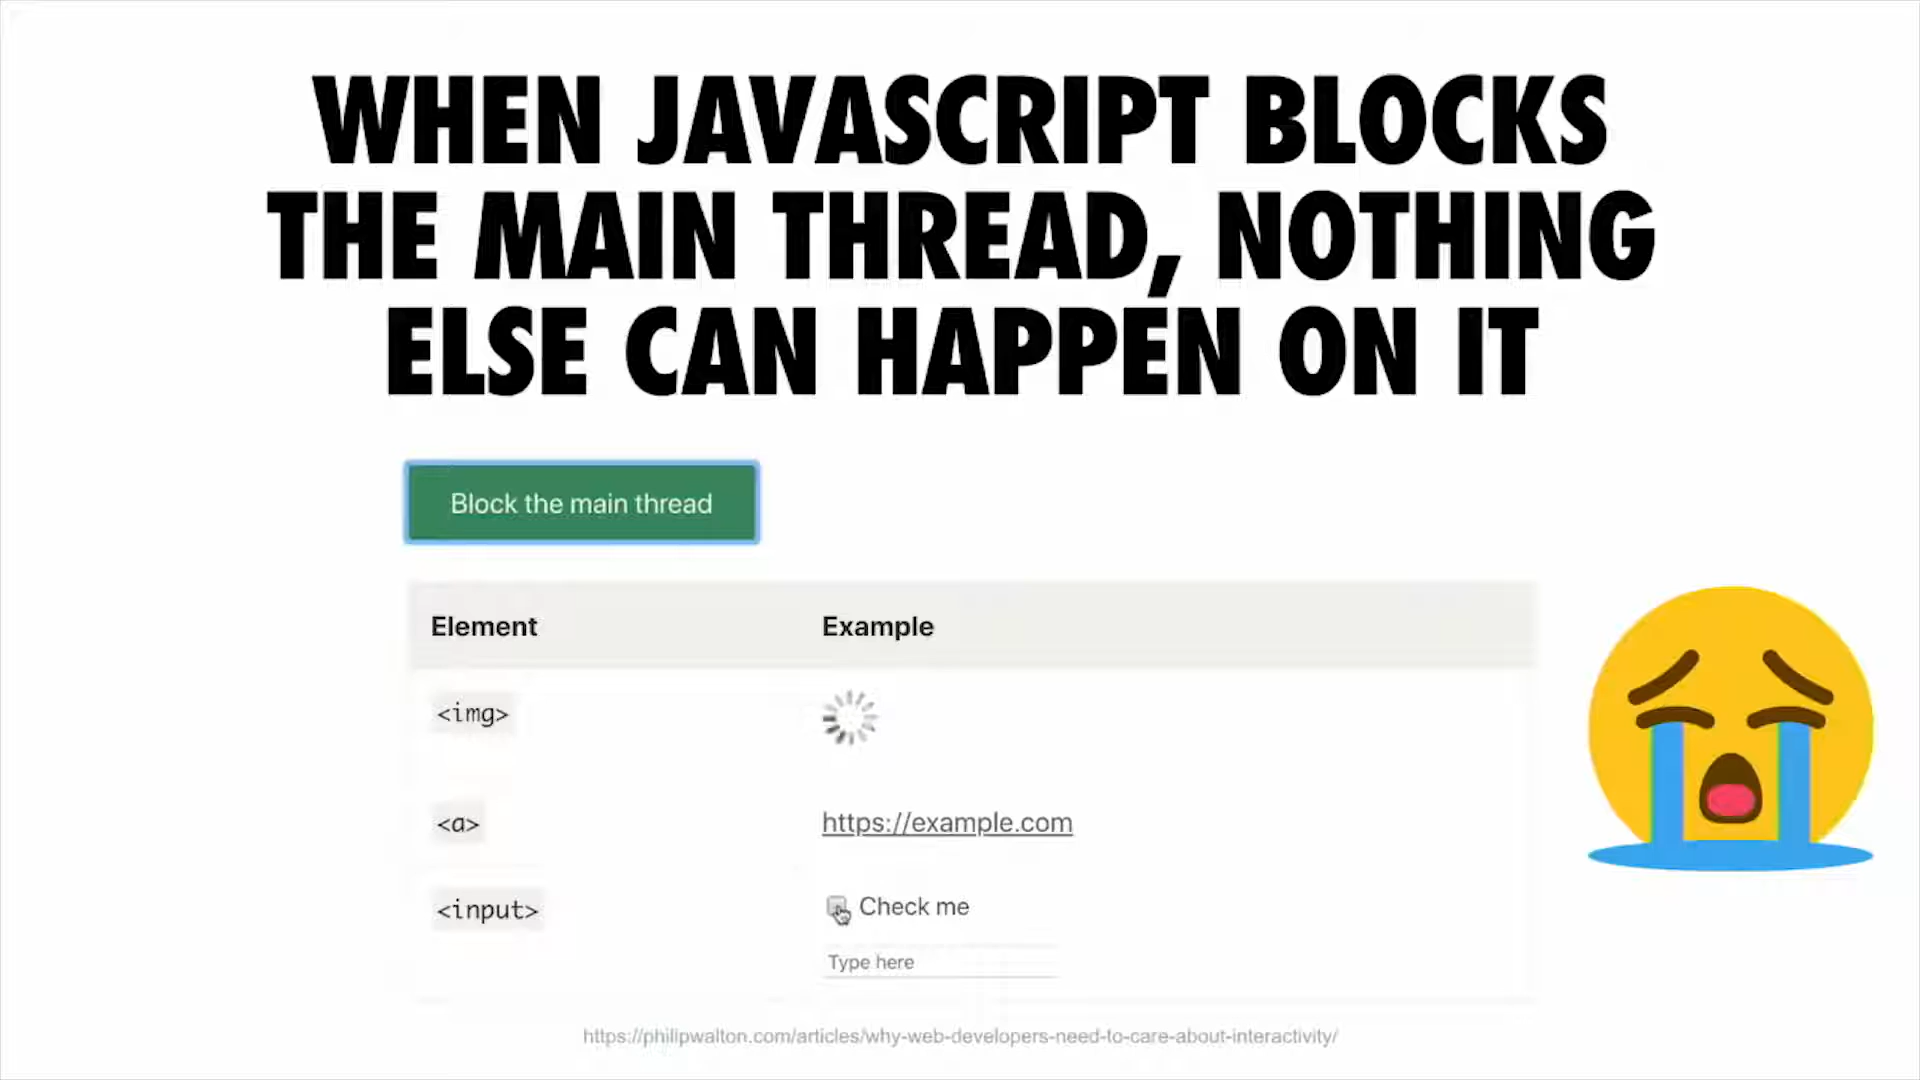 WHEN JAVASCRIPT BLOCKS
THE MAIN THREAD, NOTHING
ELSE CAN HAPPEN ON IT
Block the main thread
Element Example
<img>
<a> https://example.com
<input> Check me
Type here
https://philipwalton.com/articles/why-web-developers-need-to-care-about-interactivity/